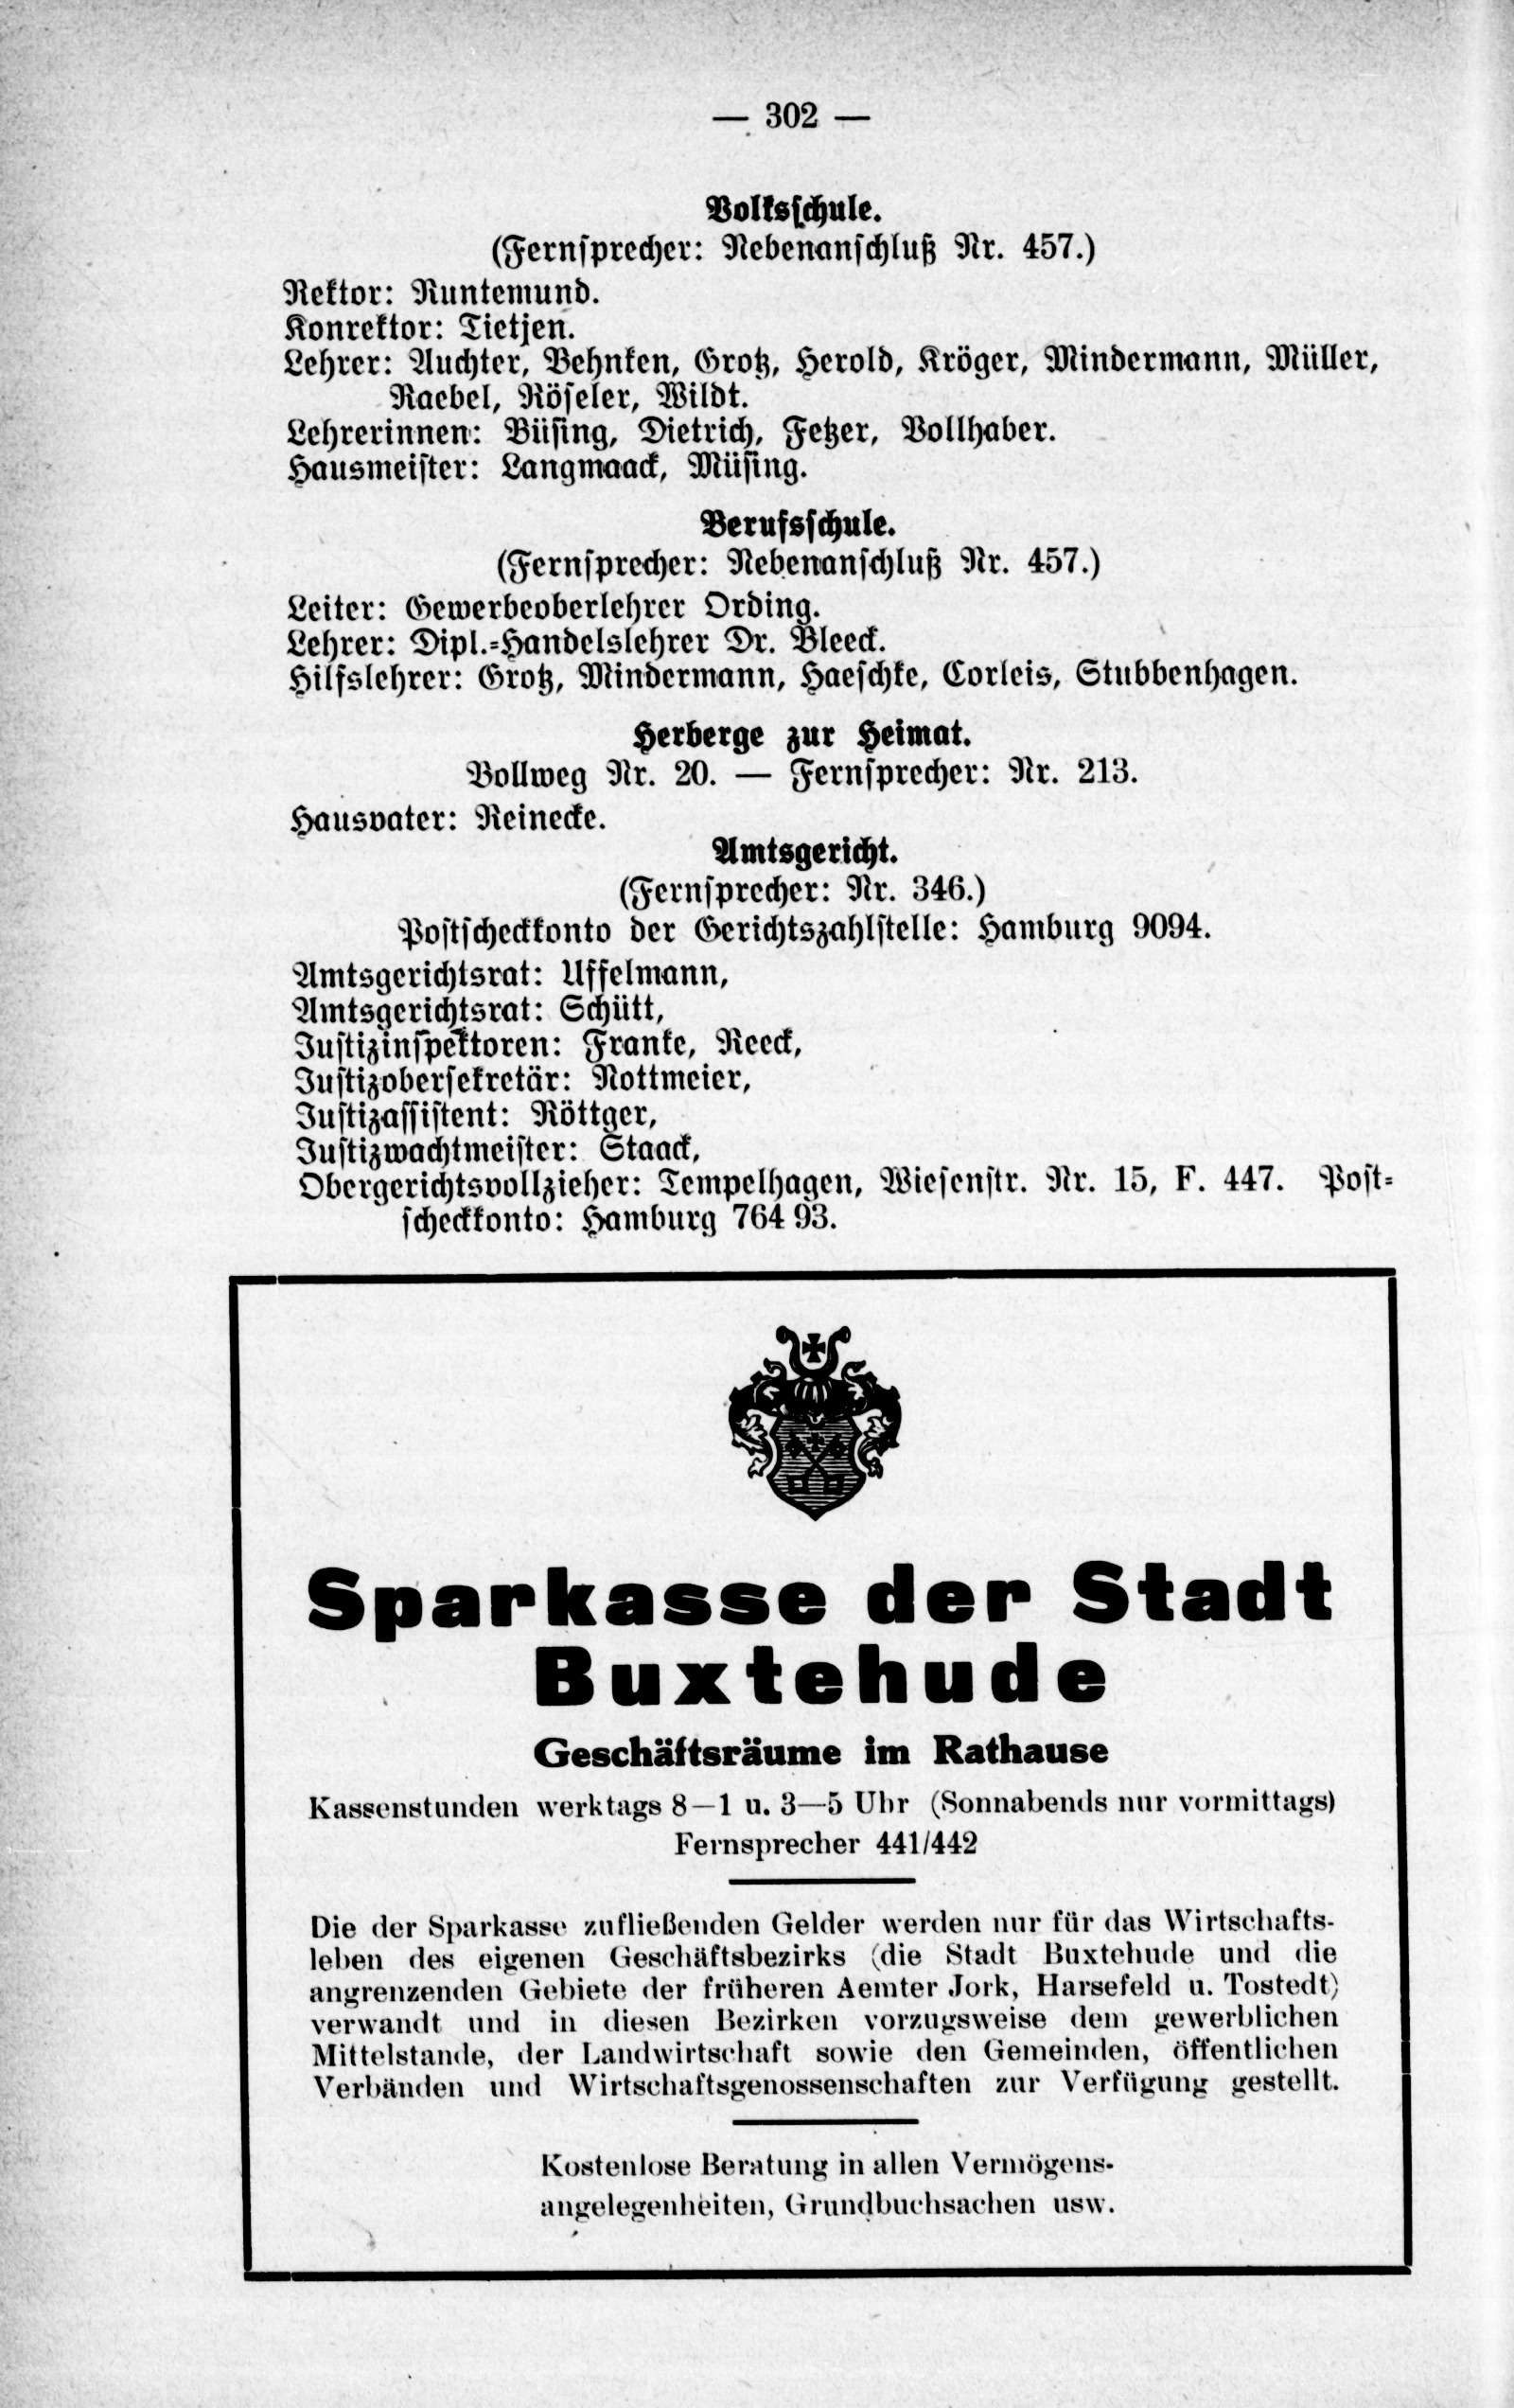 — 302 —
Volksschule.
(Fernsprecher: Nebenanschluß Nr. 457.)
Rektor: Runtemund.
Konrektor: Tietjen.
Lehrer: Auchter, Behnken, Grotz, Herold, Kröger, Mindermann, Müller,
Raebel, Röseler, Wildt.
Lehrerinnen: Büsing, Dietrich, Fetzer, Vollhaber.
Hausmeister: Langmaack, Müsing.
Berufsschule.
(Fernsprecher: Nebenanschluß Nr. 457.)
Leiter: Gewerbeoberlehrer Ording.
Lehrer: Dipl.-Handelslehrer Dr. Bleeck.
Hilfslehrer: Grotz, Mindermann, Haeschke, Corleis, Stubbenhagen.
Herberge zur Heimat.
Bollweg Nr. 20. — Fernsprecher: Nr. 213.
Hausvater: Reinecke.
Amtsgericht.
(Fernsprecher: Nr. 346.)
Postscheckkonto der Gerichtszahlstelle: Hamburg 9094.
Amtsgerichtsrat: Uffelmann,
Amtsgerichtsrat: Schütt,
Justizinspektoren: Franke, Reeck,
Justizobersekretär: Nottmeier,
Justizassistent: Röttger,
Justizwachtmeister: Staack,
Obergerichtsvollzieher: Tempelhagen, Wiesenstr. Nr. 15, F. 447. Post-
scheckkonto: Hamburg 764 93.
Sparkasse der Stadt
Buxtehude
Geschäftsräume im Rathause
Kassenstunden werktags 8—1 u. 3—5 Uhr (Sonnabends nur vormittags)
Fernsprecher 441/442
Die der Sparkasse zufließenden Gelder werden nur für das Wirtschafts-
leben des eigenen Geschäftsbezirks (die Stadt Buxtehude und die
angrenzenden Gebiete der früheren Aemter Jork, Harsefeld u. Tostedt)
verwandt und in diesen Bezirken vorzugsweise dem gewerblichen
Mittelstande, der Landwirtschaft sowie den Gemeinden, öffentlichen
Verbänden und Wirtschaftsgenossenschaften zur Verfügung gestellt.
Kostenlose Beratung in allen Vermögens-
angelegenheiten, Grundbuchsachen usw.